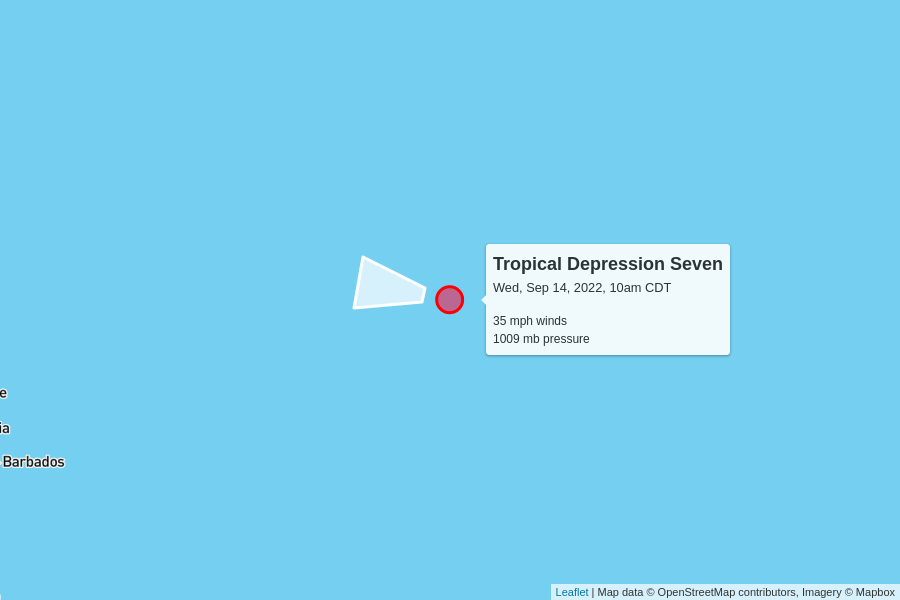 Tropical Depression Seven
Wed, Sep 14, 2022, 10am CDT
35 mph winds
1009 mb pressure
e
ia
Barbados
Leaflet | Map data © OpenStreetMap contributors, Imagery © Mapbox